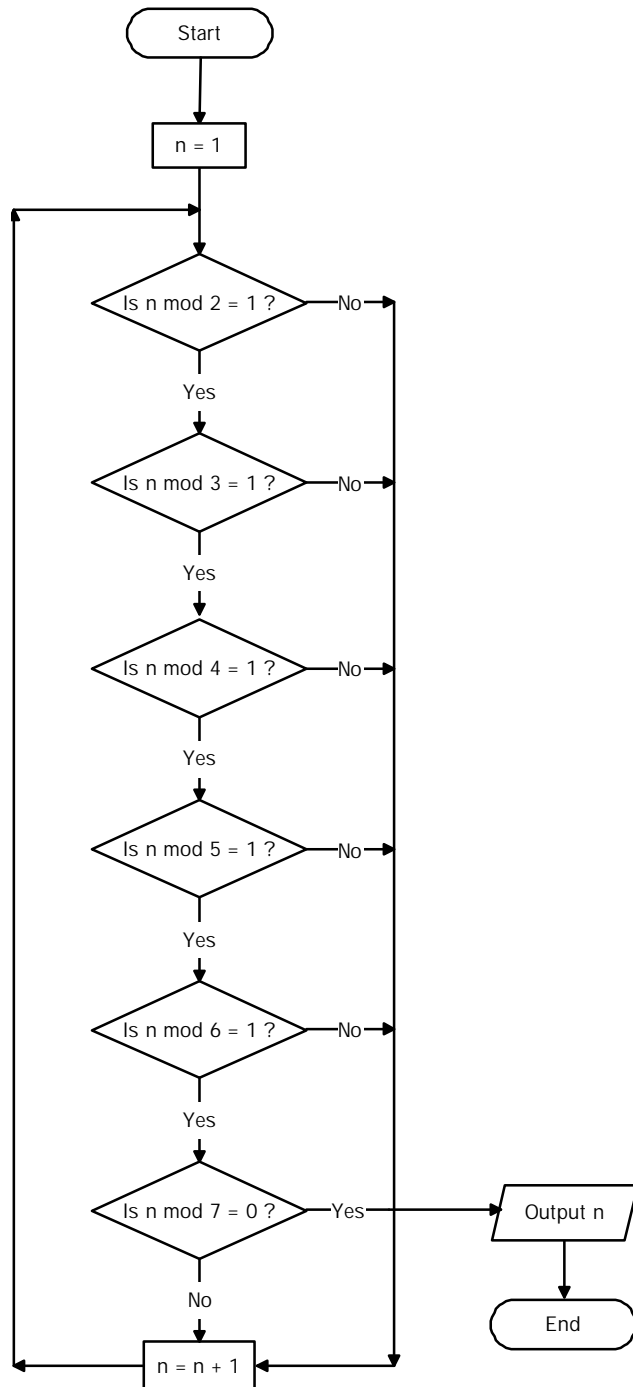 Start
n = 1
Is n mod 2 = 1 ?
No
Yes
Is n mod 3 = 1 ?
No
Yes
Is n mod 4 = 1 ?
No
Yes
Is n mod 5 = 1 ?
No
Yes
Is n mod 6 = 1 ?
No
Yes
Is n mod 7 = 0 ?
Yes
Output n
No
End
n = n + 1